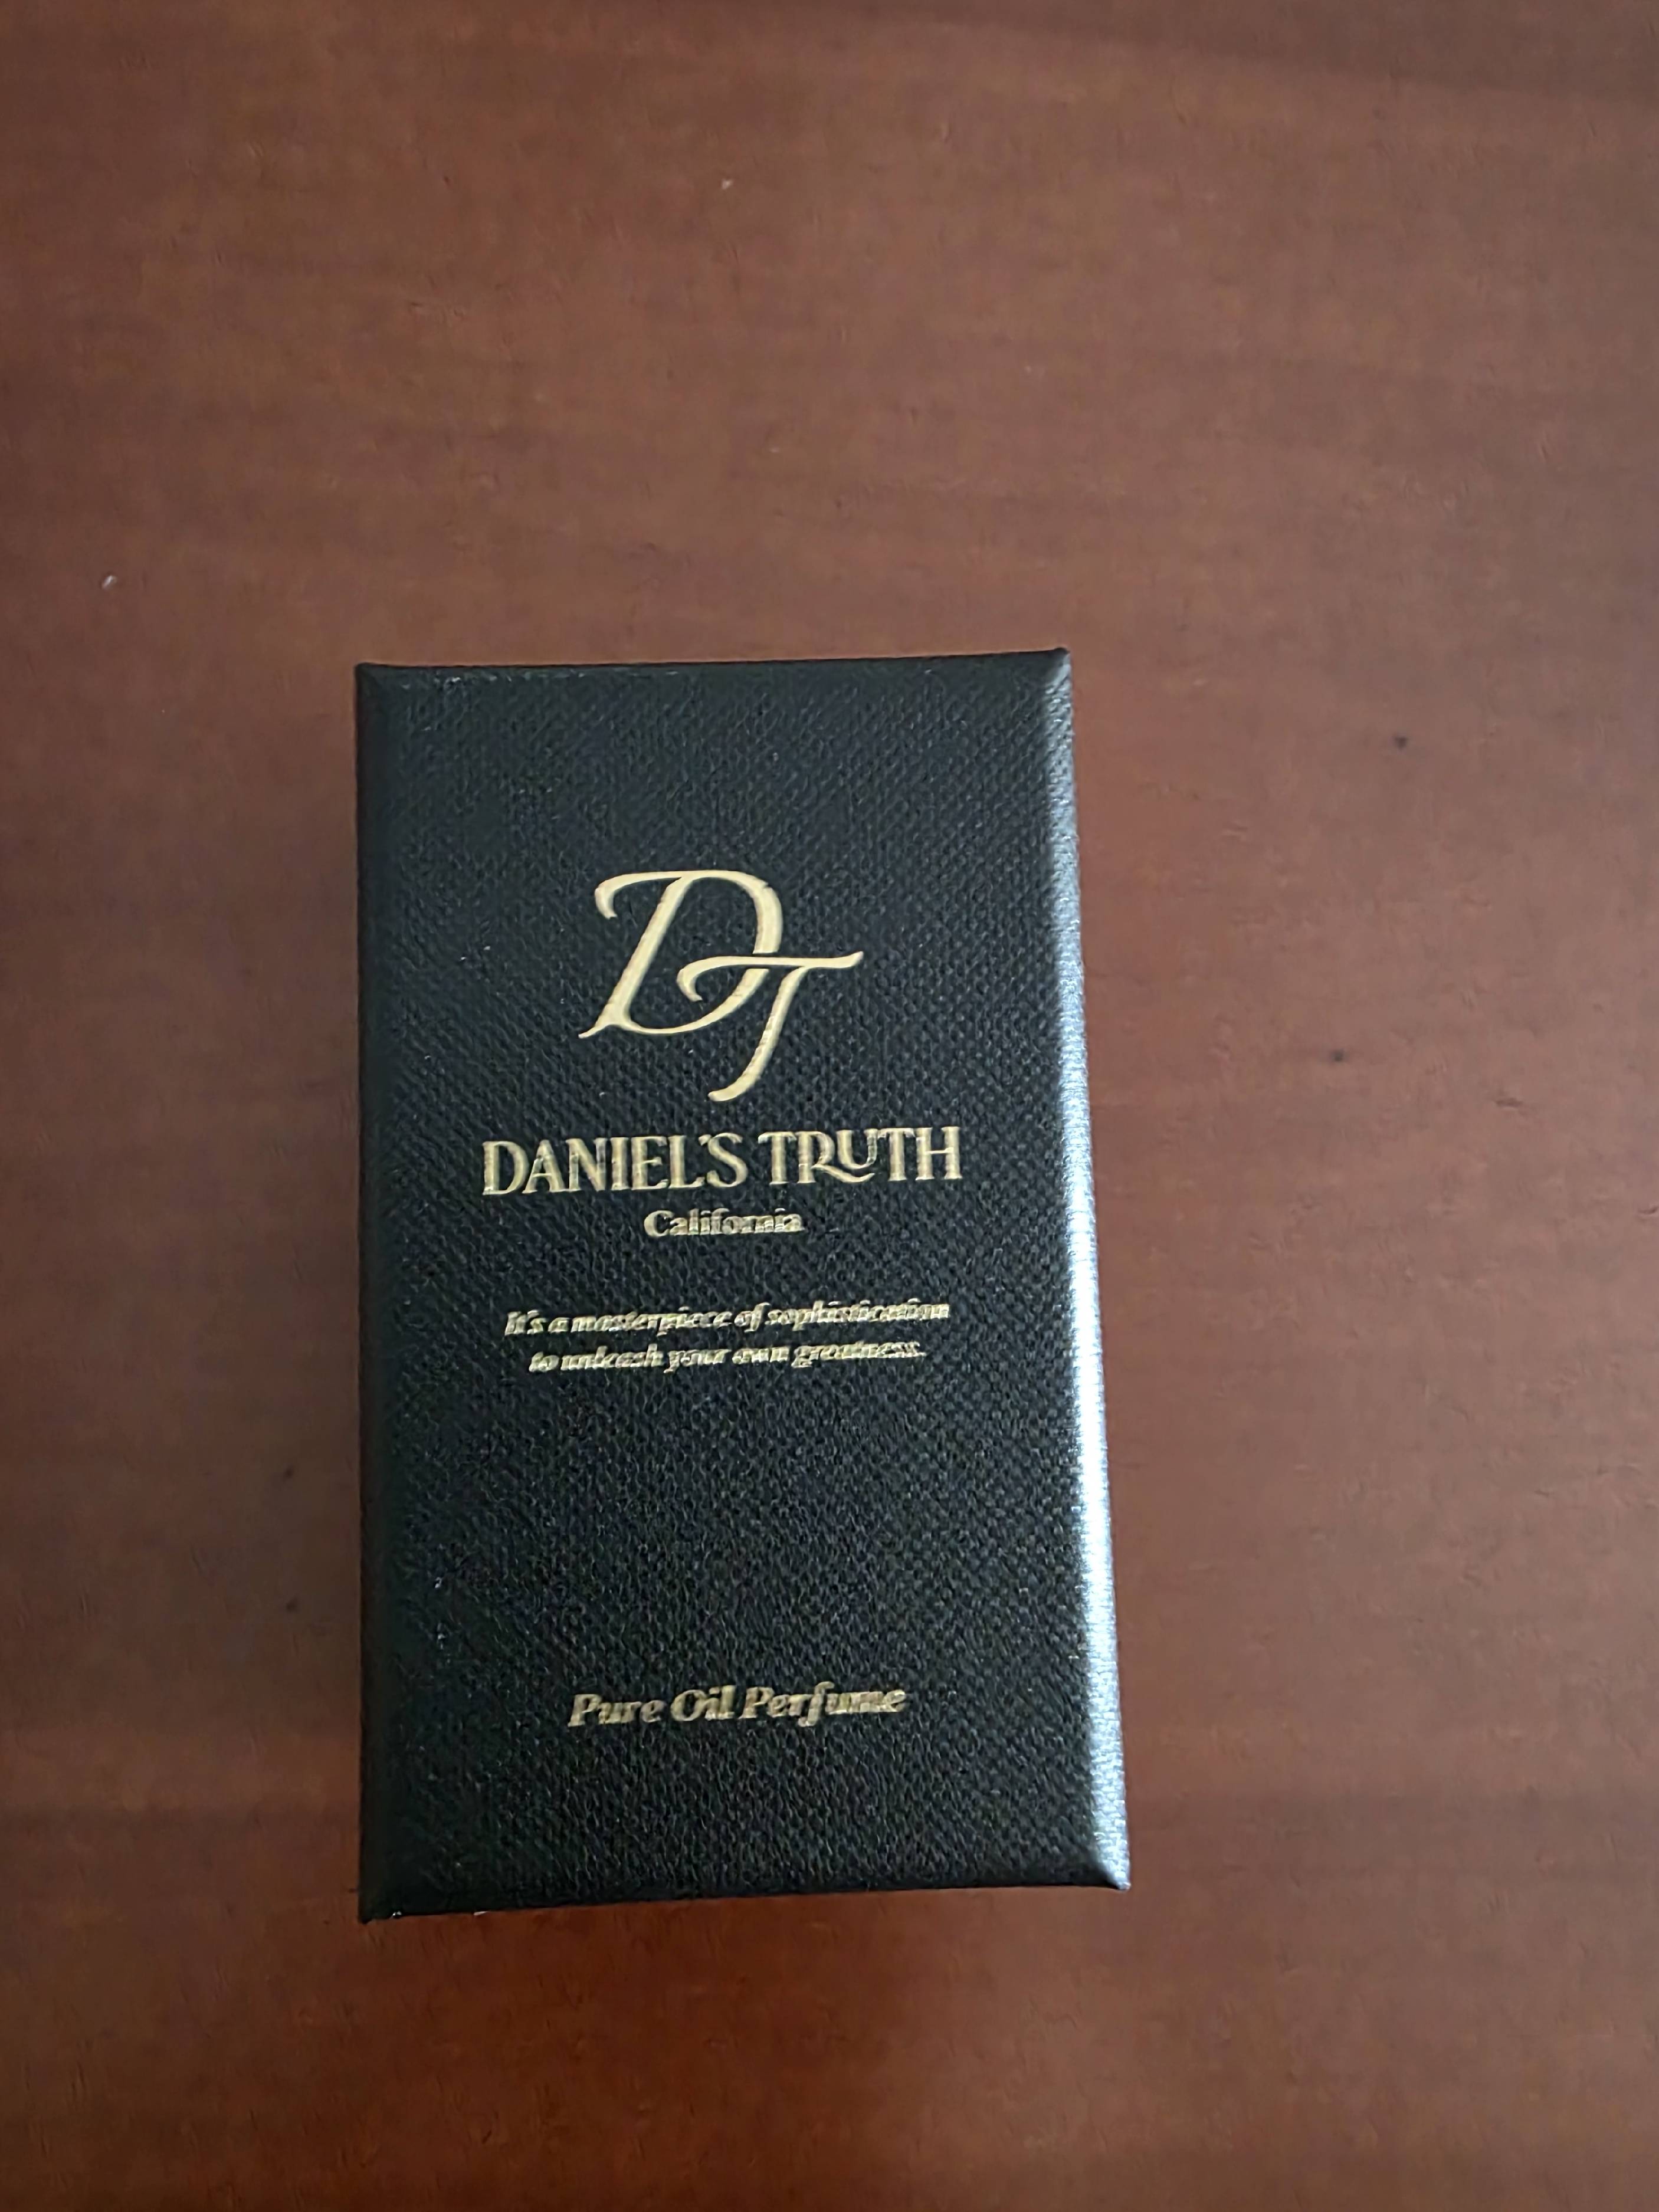 DT
DANIEL'S TRUTH
California
It's a masterpiece of sophistication
to unleash your own greatness.
Pure Oil Perfume